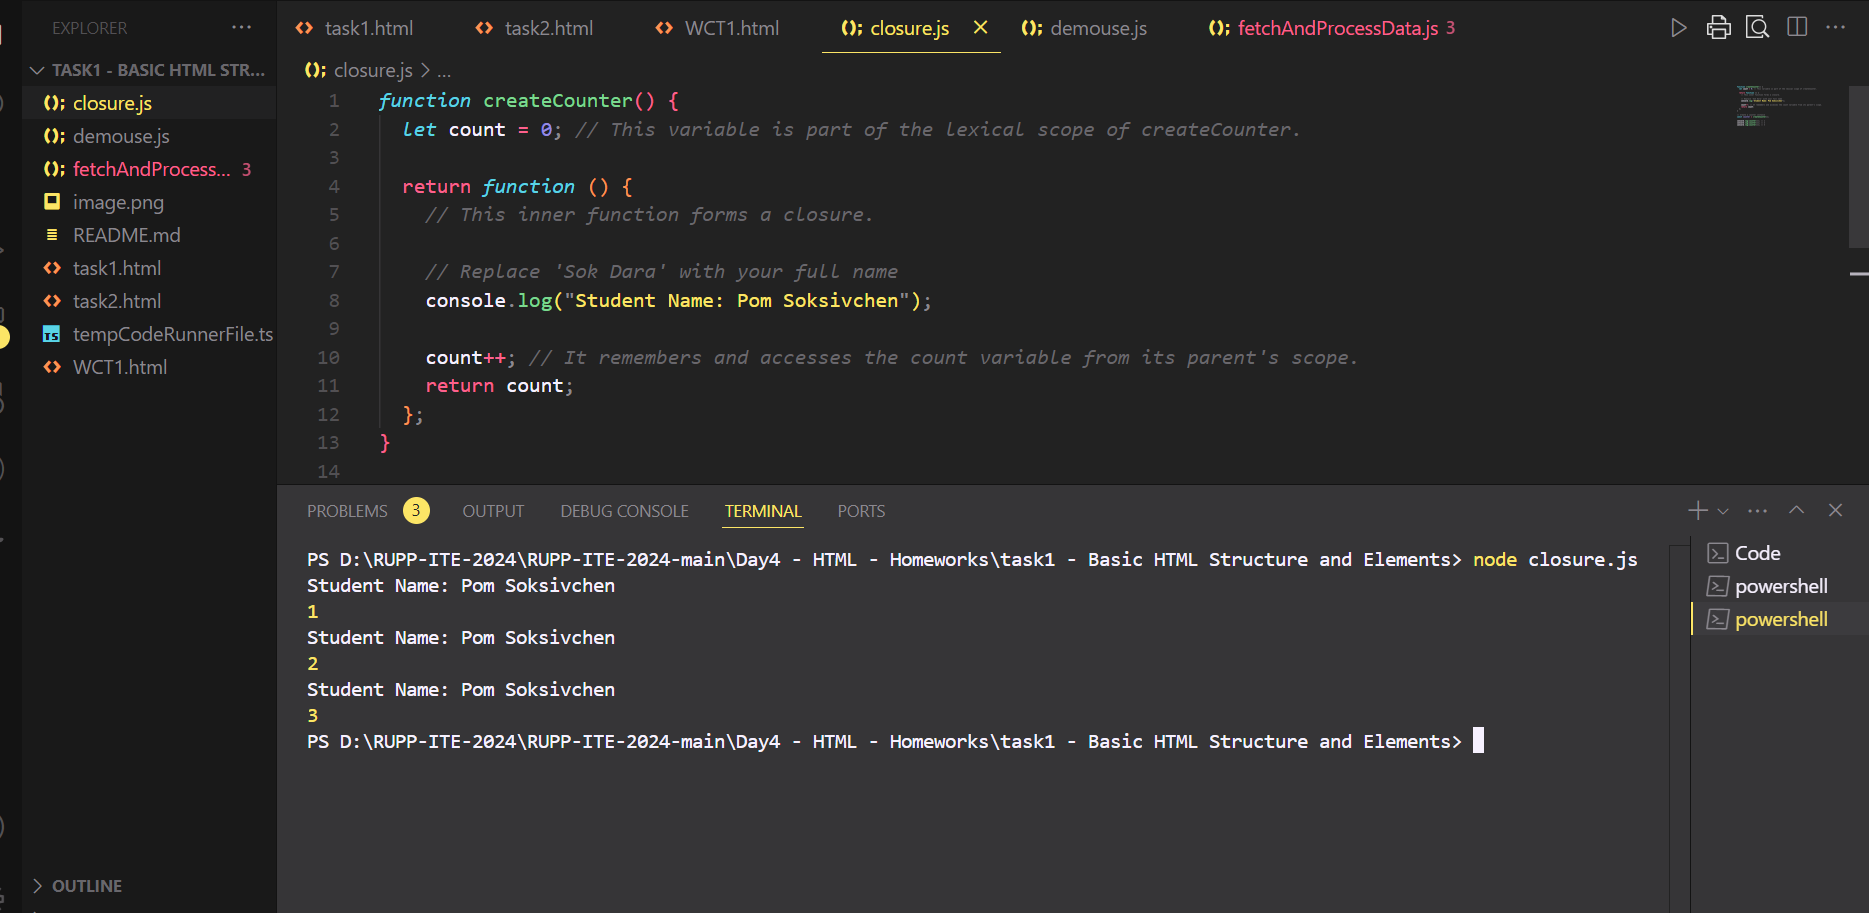 EXPLORER
TASK1 - BASIC HTML STR...
closure.js
demouse.js
fetchAndProcess... 3
image.png
README.md
task1.html
task2.html
TS tempCodeRunnerFile.ts
WCT1.html
OUTLINE
task1.html task2.html WCT1.html closure.js demouse.js fetchAndProcessData.js 3
closure.js > ...
1 function createCounter() {
2 let count = 0; // This variable is part of the lexical scope of createCounter.
3
4 return function () {
5 // This inner function forms a closure.
6
7 // Replace 'Sok Dara' with your full name
8 console.log("Student Name: Pom Soksivchen");
9
10 count++; // It remembers and accesses the count variable from its parent's scope.
11 return count;
12 };
13 }
14
PROBLEMS 3 OUTPUT DEBUG CONSOLE TERMINAL PORTS
PS D:\RUPP-ITE-2024\RUPP-ITE-2024-main\Day4 - HTML - Homeworks\task1 - Basic HTML Structure and Elements> node closure.js
Student Name: Pom Soksivchen
1
Student Name: Pom Soksivchen
2
Student Name: Pom Soksivchen
3
PS D:\RUPP-ITE-2024\RUPP-ITE-2024-main\Day4 - HTML - Homeworks\task1 - Basic HTML Structure and Elements>
Code
powershell
powershell